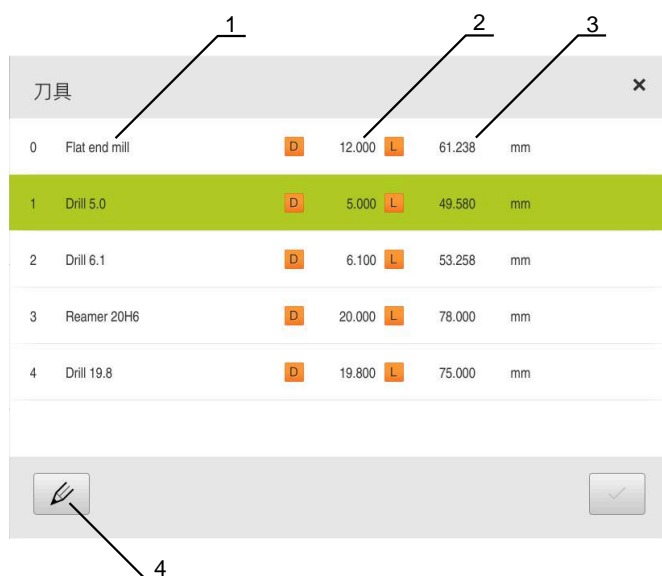 1 2 3
刀具 ×
0 Flat end mill D 12.000 L 61.238 mm
1 Drill 5.0 D 5.000 L 49.580 mm
2 Drill 6.1 D 6.100 L 53.258 mm
3 Reamer 20H6 D 20.000 L 78.000 mm
4 Drill 19.8 D 19.800 L 75.000 mm
4